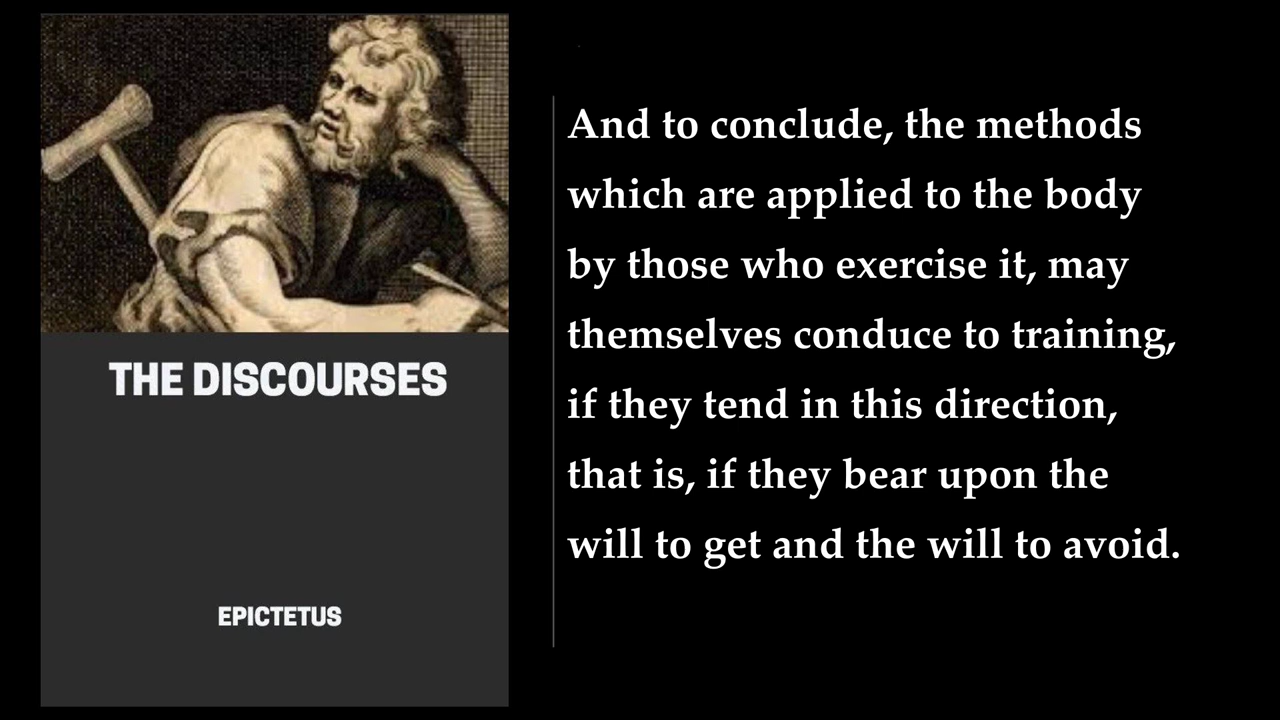 THE DISCOURSES
EPICTETUS
And to conclude, the methods
which are applied to the body
by those who exercise it, may
themselves conduce to training,
if they tend in this direction,
that is, if they bear upon the
will to get and the will to avoid.